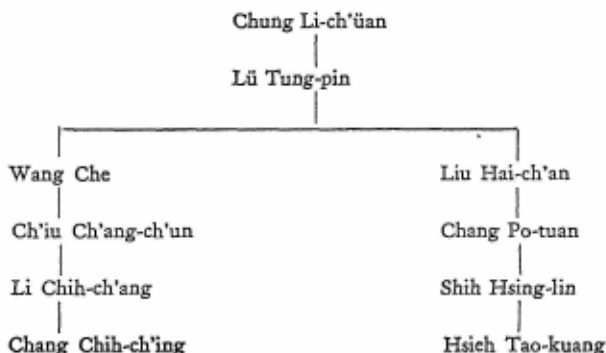 Chung Li-ch'üan
Lü Tung-pin
Wang Che
Liu Hai-ch'an
Ch'iu Ch'ang-ch'un
Chang Po-tuan
Li Chih-ch'ang
Shih Hsing-lin
Chang Chih-ch'ing
Hsieh Tao-kuang